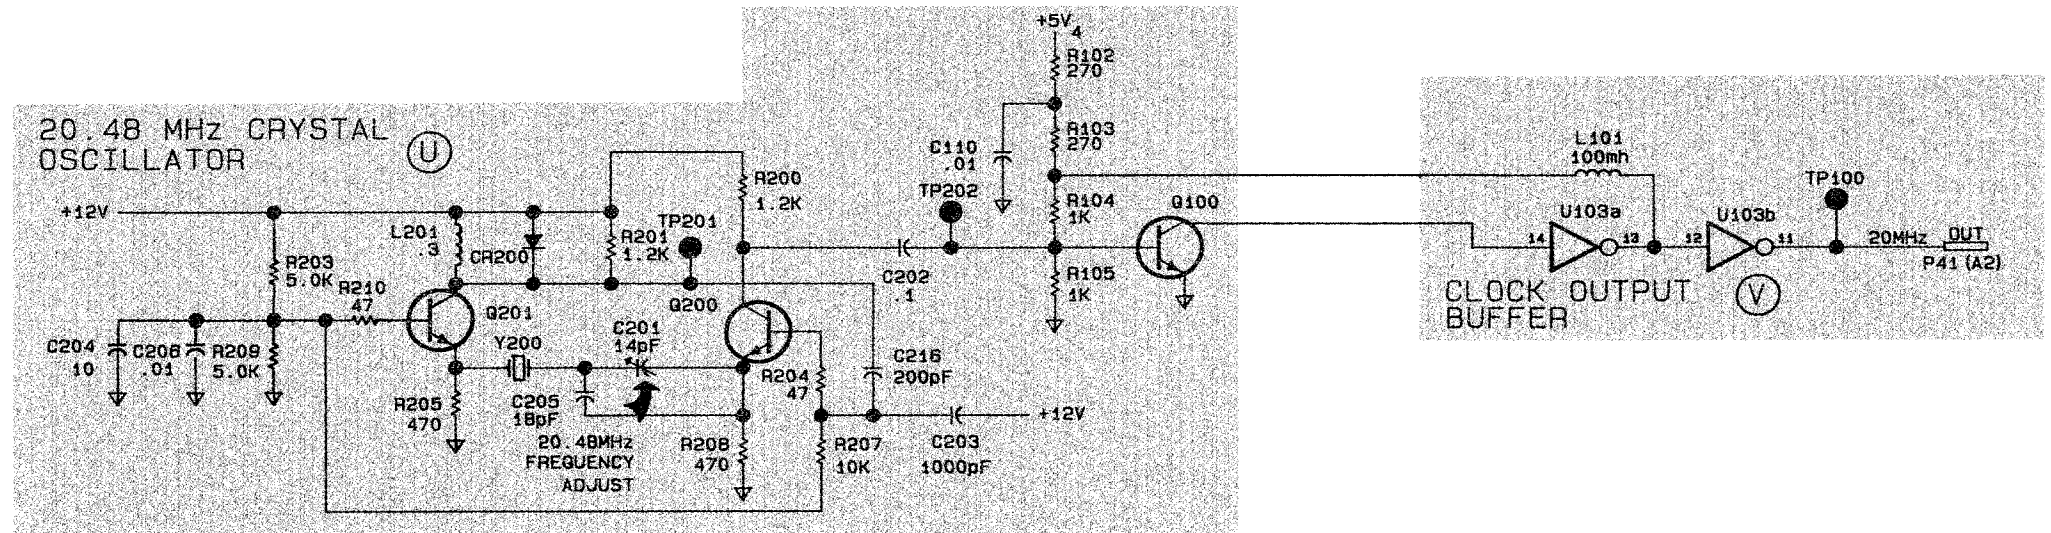 20.48 MHz CRYSTAL
OSCILLATOR
U
+12V
R203
5.0K
R210
47
C204
10
C206
.01
R209
5.0K
L201
.3
CR200
R201
1.2K
TP201
R200
1.2K
Q201
Q200
Y200
C201
14pF
R205
470
C205
18pF
20.48MHz
FREQUENCY
ADJUST
R208
470
R204
47
R207
10K
C216
200pF
C203
1000pF
+12V
+5V
4
R102
270
R103
270
C110
.01
TP202
R104
1K
R105
1K
C202
.1
Q100
L101
100mh
U103a
14
13
U103b
12
11
TP100
20MHz
OUT
P41(A2)
CLOCK OUTPUT
BUFFER
V